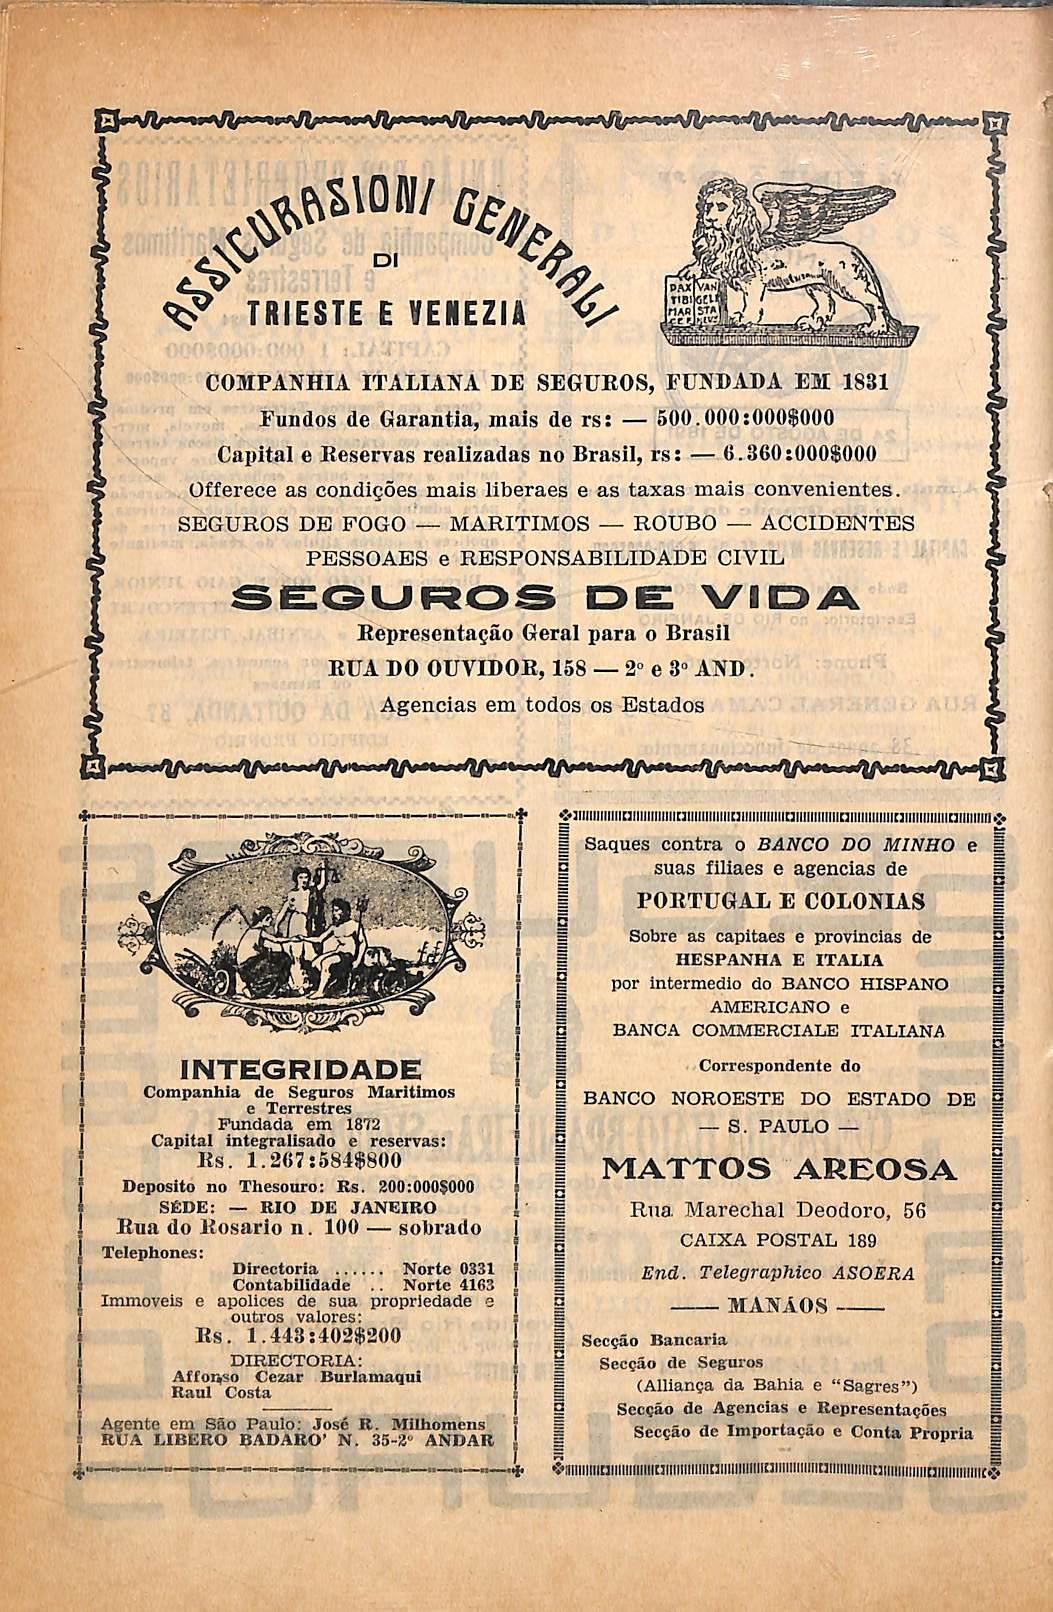 ASSICURASIONI GENERALI
DI
TRIESTE E VENEZIA
PAX VAN
TIBI GELI
MAR STA
CE MEUS
COMPANHIA ITALIANA DE SEGUROS, FUNDADA EM 1831
Fundos de Garantia, mais de rs: — 500.000:000$000
Capital e Reservas realizadas no Brasil, rs: — 6.360:000$000
Offerece as condições mais liberaes e as taxas mais convenientes.
SEGUROS DE FOGO — MARITIMOS — ROUBO — ACCIDENTES
PESSOAES e RESPONSABILIDADE CIVIL
SEGUROS DE VIDA
Representação Geral para o Brasil
RUA DO OUVIDOR, 158 — 2º e 3º AND.
Agencias em todos os Estados
INTEGRIDADE
Companhia de Seguros Maritimos
e Terrestres
Fundada em 1872
Capital integralisado e reservas:
Rs. 1.267:584$800
Deposito no Thesouro: Rs. 200:000$000
SÉDE: — RIO DE JANEIRO
Rua do Rosario n. 100 — sobrado
Telephones:
Directoria ...... Norte 0331
Contabilidade .. Norte 4163
Immoveis e apolices de sua propriedade e
outros valores:
Rs. 1.443:402$200
DIRECTORIA:
Affonso Cezar Burlamaqui
Raul Costa
Agente em São Paulo: José R. Milhomens
RUA LIBERO BADARO' N. 35-2º ANDAR
Saques contra o BANCO DO MINHO e
suas filiaes e agencias de
PORTUGAL E COLONIAS
Sobre as capitaes e provincias de
HESPANHA E ITALIA
por intermedio do BANCO HISPANO
AMERICAÑO e
BANCA COMMERCIALE ITALIANA
Correspondente do
BANCO NOROESTE DO ESTADO DE
— S. PAULO —
MATTOS AREOSA
Rua Marechal Deodoro, 56
CAIXA POSTAL 189
End. Telegraphico ASOERA
—— MANÁOS ——
Secção Bancaria
Secção de Seguros
(Alliança da Bahia e “Sagres”)
Secção de Agencias e Representações
Secção de Importação e Conta Propria